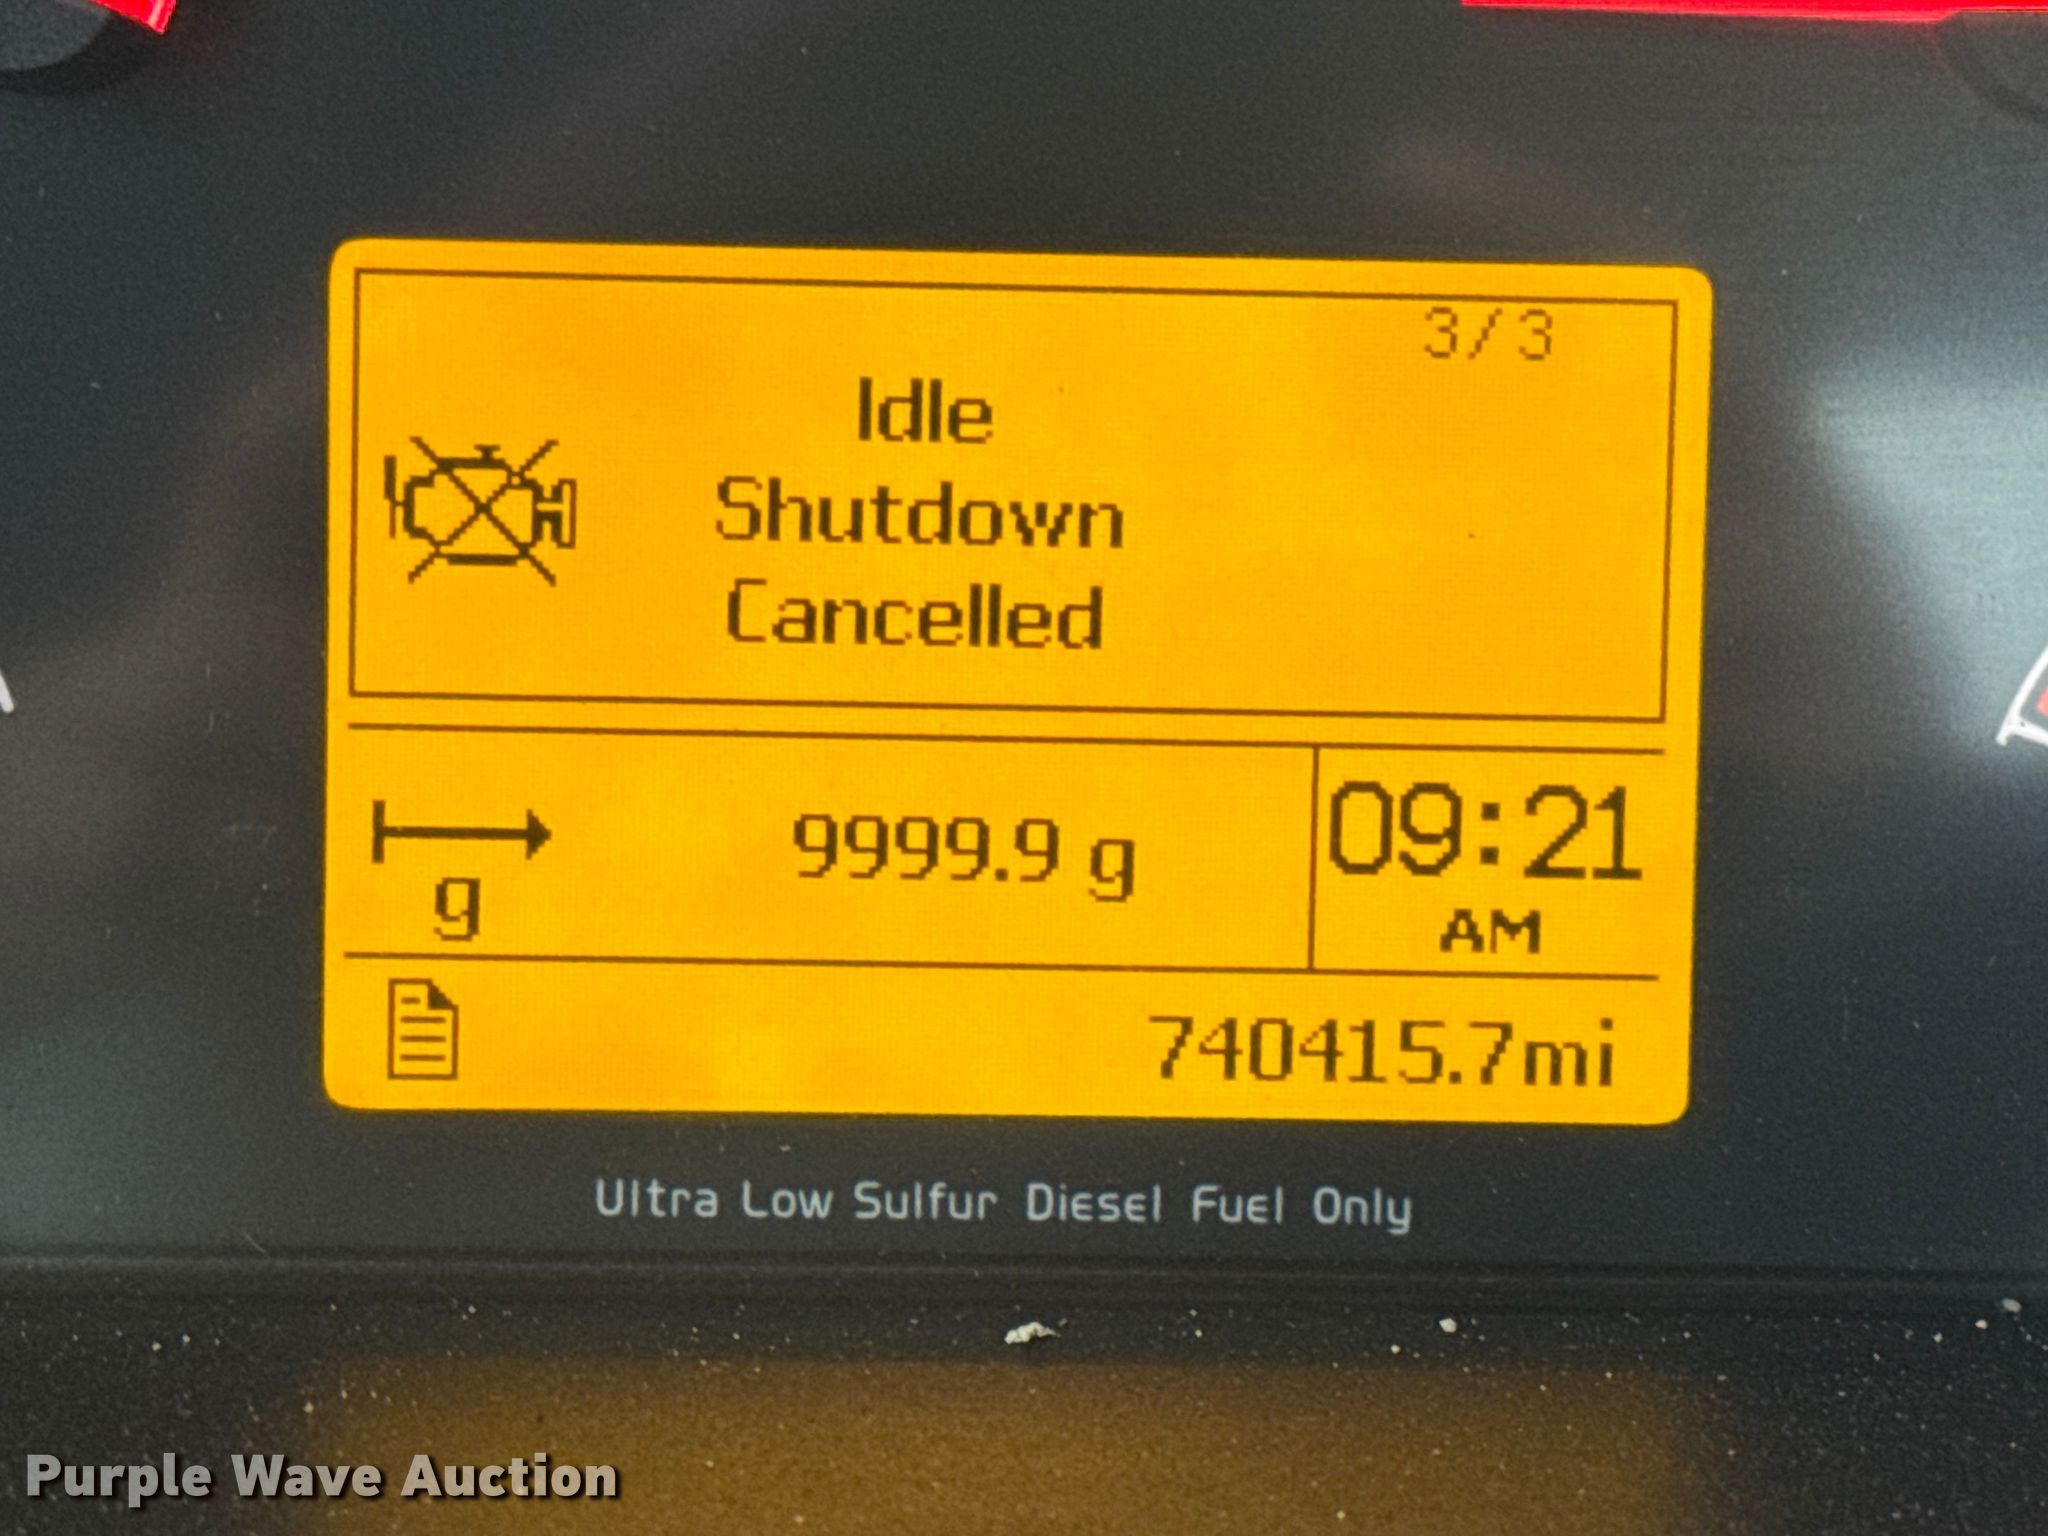 3/3
Idle
Shutdown
Cancelled
9999.9 g
g
09:21
AM
740415.7mi
Ultra Low Sulfur Diesel Fuel Only
Purple Wave Auction